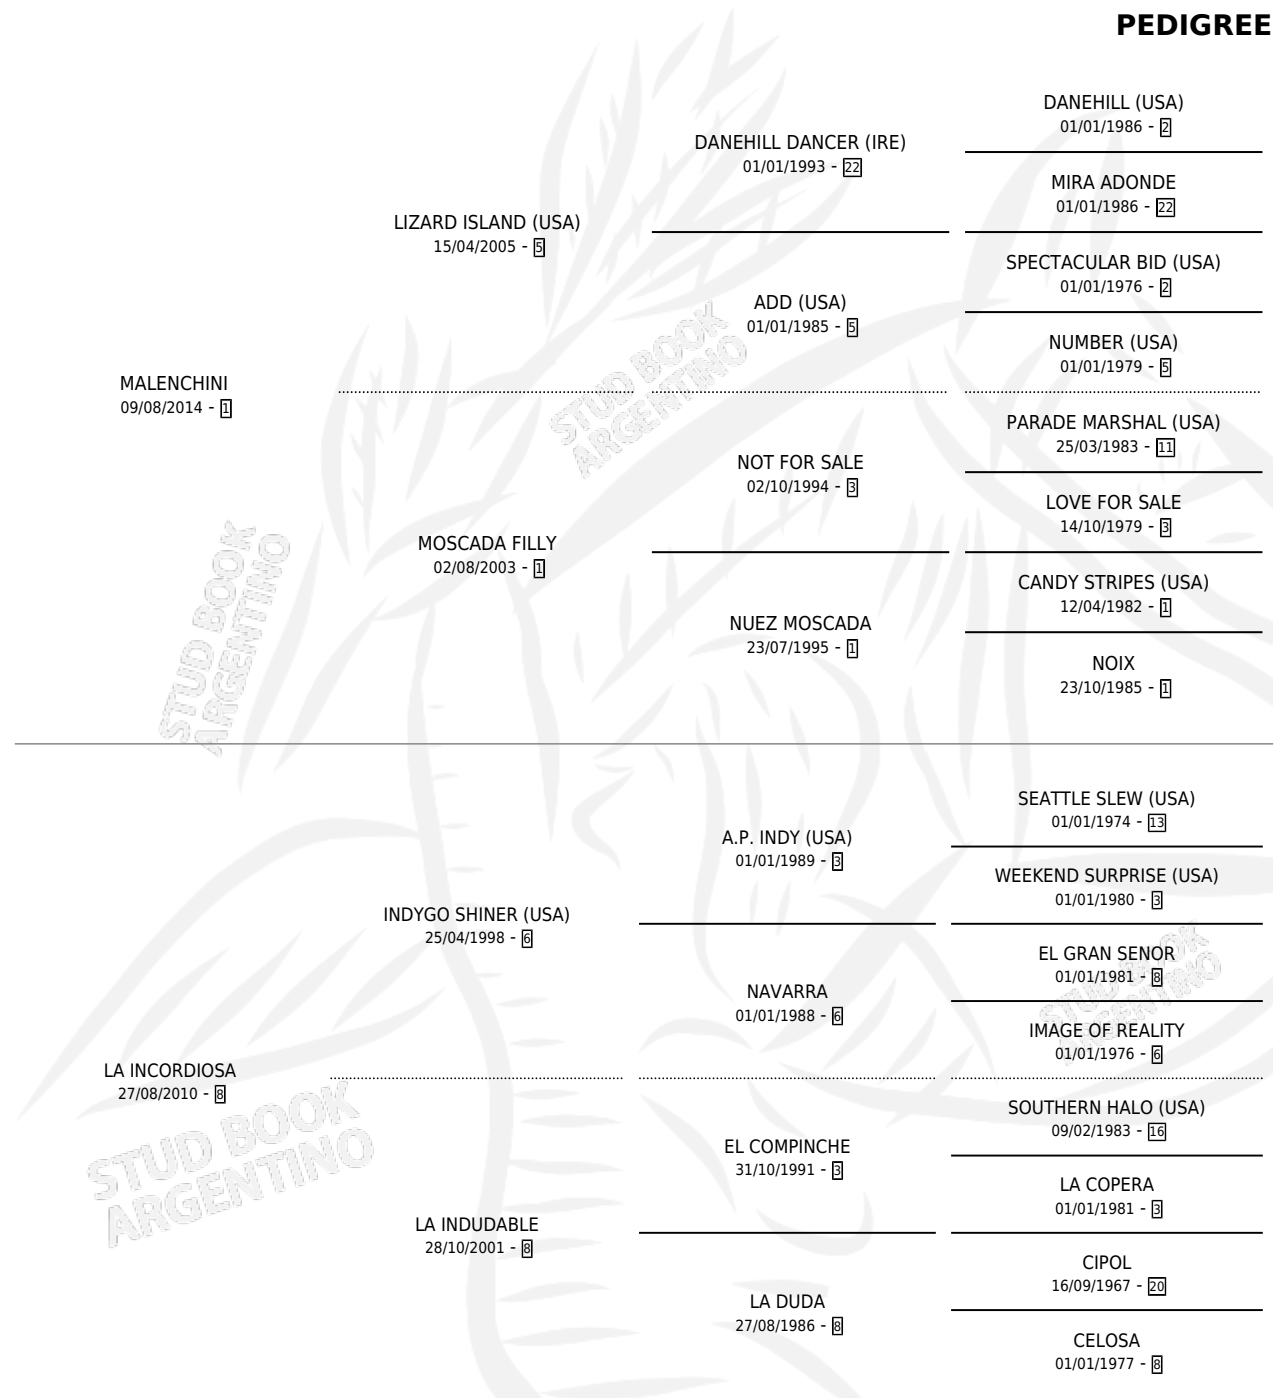 PEDIGREE
DANEHILL (USA)
01/01/1986 - 2
DANEHILL DANCER (IRE)
01/01/1993 - 22
MIRA ADONDE
01/01/1986 - 22
LIZARD ISLAND (USA)
15/04/2005 - 5
SPECTACULAR BID (USA)
01/01/1976 - 2
ADD (USA)
01/01/1985 - 5
NUMBER (USA)
01/01/1979 - 5
MALENCHINI
09/08/2014 - 1
PARADE MARSHAL (USA)
25/03/1983 - 11
NOT FOR SALE
02/10/1994 - 3
LOVE FOR SALE
14/10/1979 - 3
MOSCADA FILLY
02/08/2003 - 1
CANDY STRIPES (USA)
12/04/1982 - 1
NUEZ MOSCADA
23/07/1995 - 1
NOIX
23/10/1985 - 1
SEATTLE SLEW (USA)
01/01/1974 - 13
A.P. INDY (USA)
01/01/1989 - 3
WEEKEND SURPRISE (USA)
01/01/1980 - 3
INDYGO SHINER (USA)
25/04/1998 - 6
EL GRAN SENOR
01/01/1981 - 8
NAVARRA
01/01/1988 - 6
IMAGE OF REALITY
01/01/1976 - 6
LA INCORDIOSA
27/08/2010 - 8
SOUTHERN HALO (USA)
09/02/1983 - 16
EL COMPINCHE
31/10/1991 - 3
LA COPERA
01/01/1981 - 3
LA INDUDABLE
28/10/2001 - 8
CIPOL
16/09/1967 - 20
LA DUDA
27/08/1986 - 8
CELOSA
01/01/1977 - 8
STUD BOOK
ARGENTINO
STUD BOOK
ARGENTINO
STUD BOOK
ARGENTINO
STUD BOOK
ARGENTINO